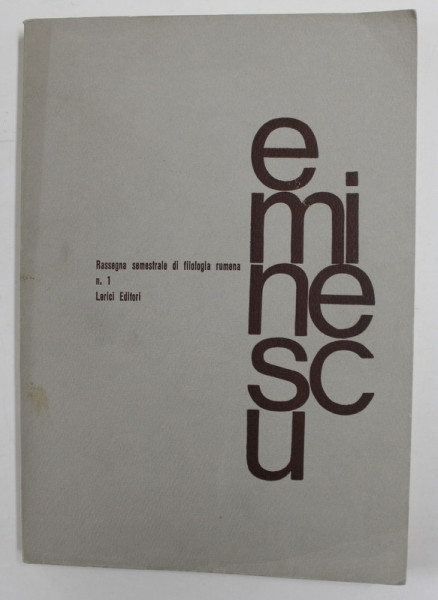 e
mi
ne
sc
u
Rassegna semestrale di filologia rumena
n. 1
Lerici Editori